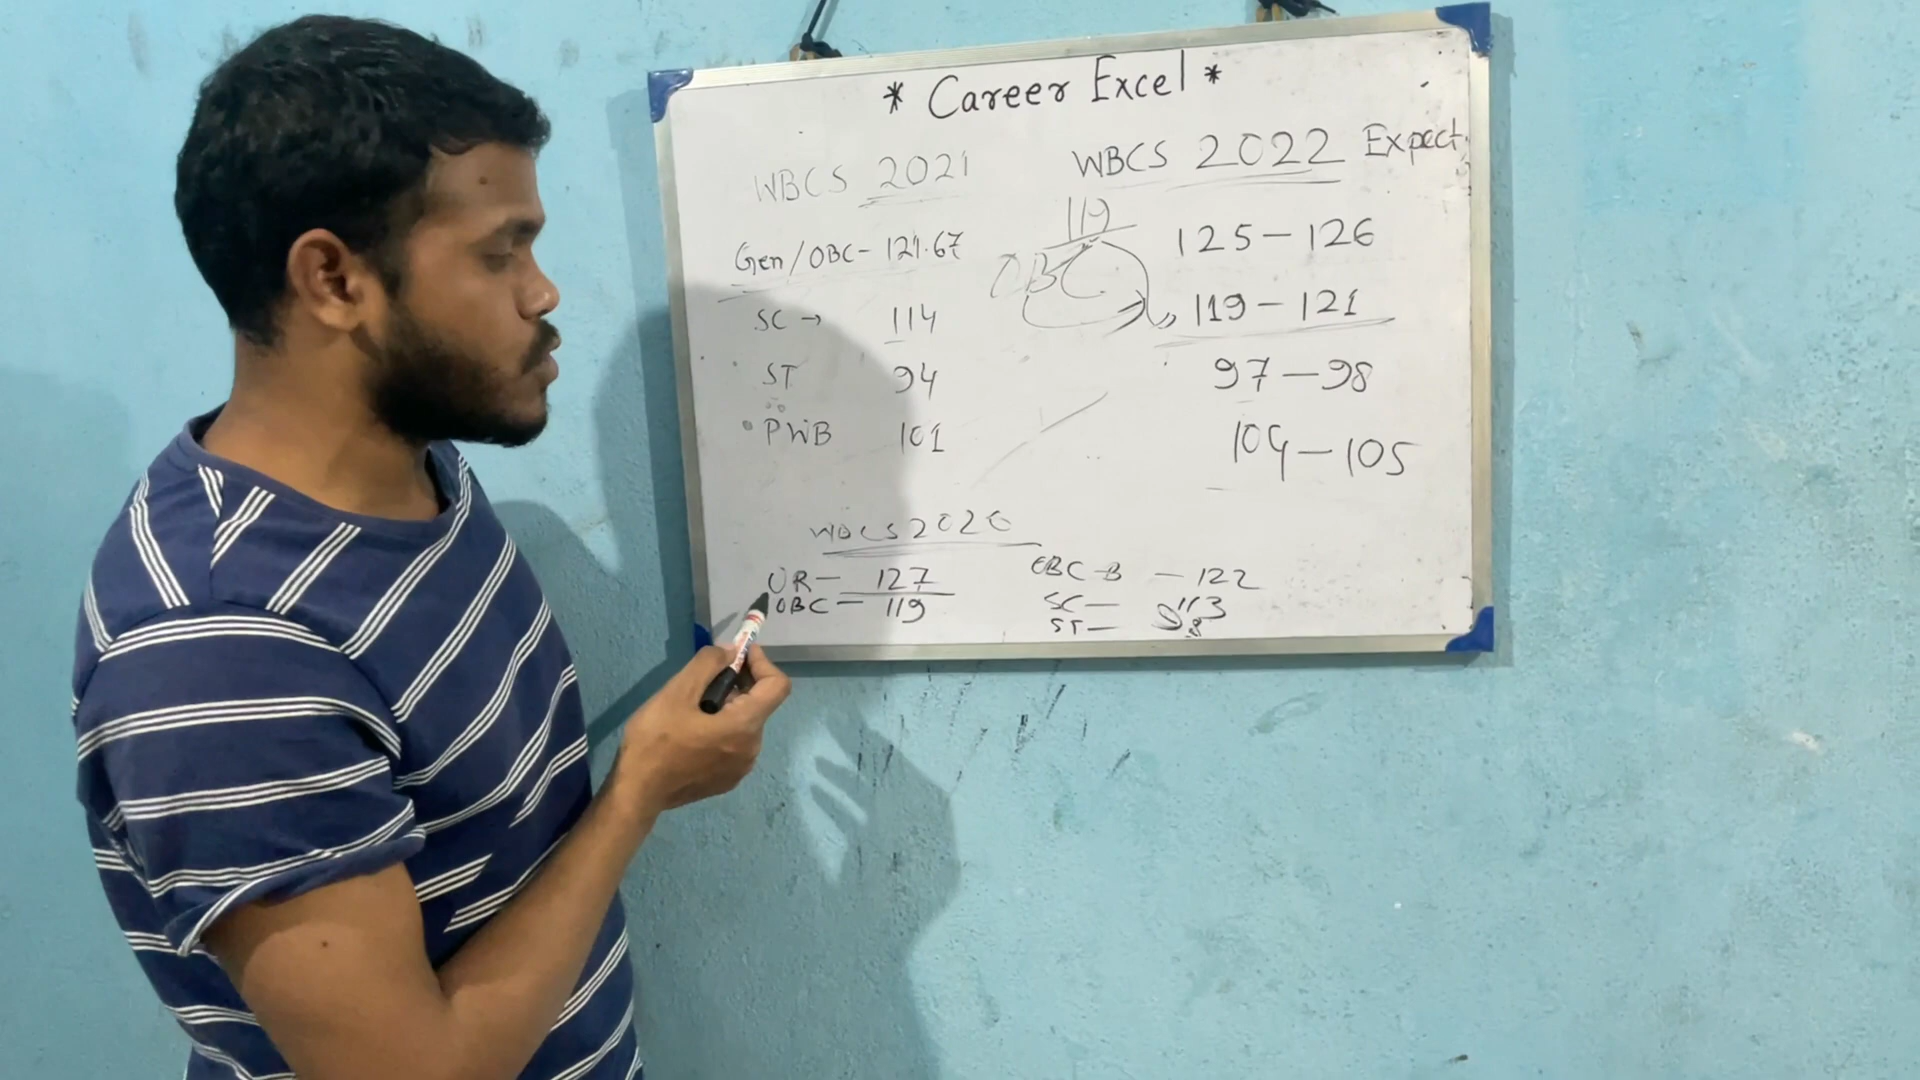 * Career Excel *
WBCS 2021
Gen/OBC- 121.67
SC → 114
ST 94
PWB 101
WBCS 2022 Expect
119
OBC
125-126
119-121
97-98
104-105
WBCS 2020
UR- 127
OBC- 119
OBC-B - 122
SC- 113
ST-